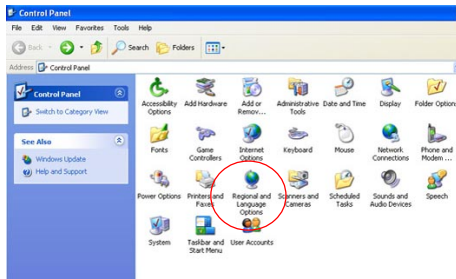 Control Panel
File Edit View Favorites Tools Help
Back Search Folders
Address Control Panel
Control Panel
Switch to Category View
See Also
Windows Update
Help and Support
Accessibility Options
Add Hardware
Add or Remov...
Administrative Tools
Date and Time
Display
Folder Option
Fonts
Game Controllers
Internet Options
Keyboard
Mouse
Network Connections
Phone and Modem ...
Power Options
Printers and Faxes
Regional and Language Options
Scanners and Cameras
Scheduled Tasks
Sounds and Audio Devices
Speech
System
Taskbar and Start Menu
User Accounts